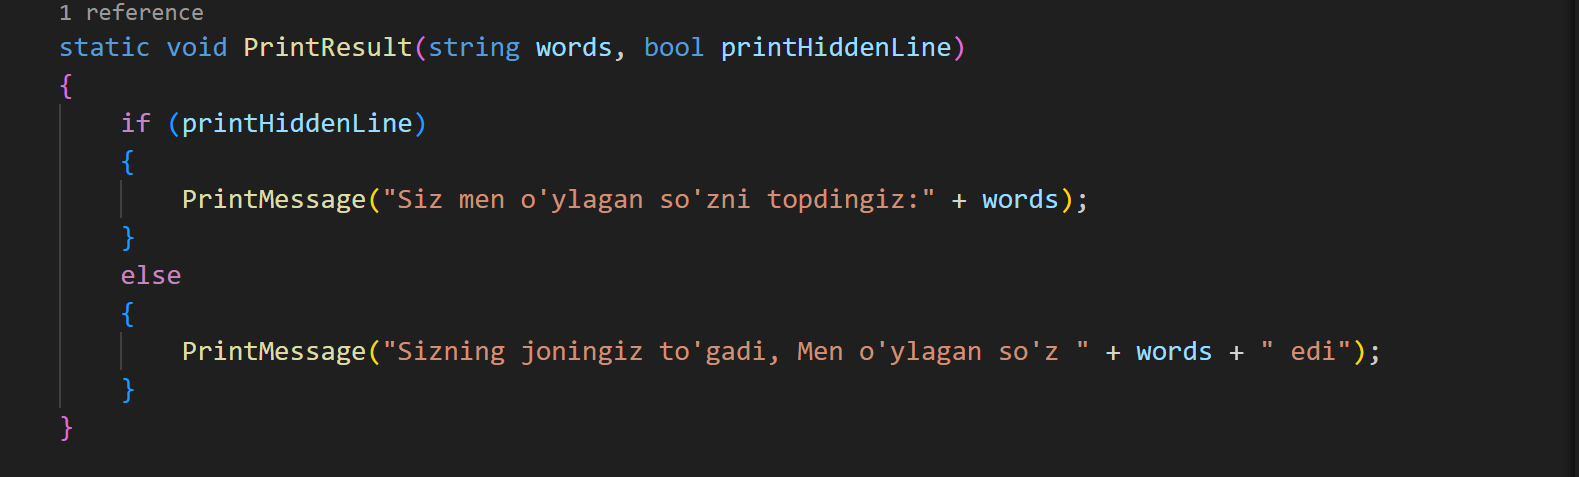 1 reference
static void PrintResult(string words, bool printHiddenLine)
{
if (printHiddenLine)
{
PrintMessage("Siz men o'ylagan so'zni topdingiz:" + words);
}
else
{
PrintMessage("Sizning joningiz to'gadi, Men o'ylagan so'z " + words + " edi");
}
}